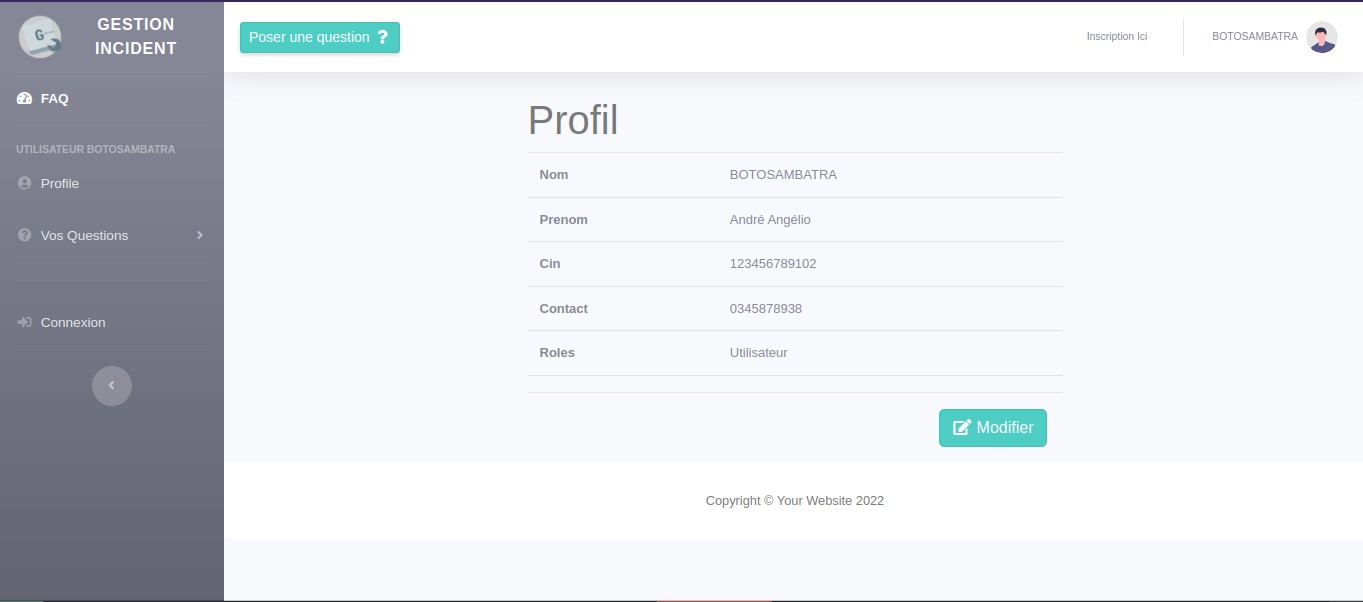 GESTION
INCIDENT
Poser une question ?
Inscription Ici
BOTOSAMBATRA
FAQ
UTILISATEUR BOTOSAMBATRA
Profile
Vos Questions
Connexion
Profil
Nom BOTOSAMBATRA
Prenom André Angélio
Cin 123456789102
Contact 0345878938
Roles Utilisateur
Modifier
Copyright © Your Website 2022